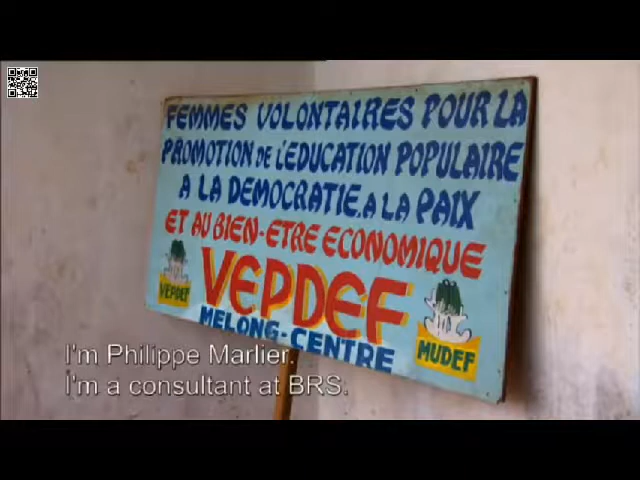 FEMMES VOLONTAIRES POUR LA
PROMOTION DE L'EDUCATION POPULAIRE
A LA DEMOCRATIE. A LA PAIX
ET AU BIEN-ETRE ECONOMIQUE
VEPDEF
VEPDEF
MELONG-CENTRE
MUDEF
I'm Philippe Marlier.
I'm a consultant at BRS.